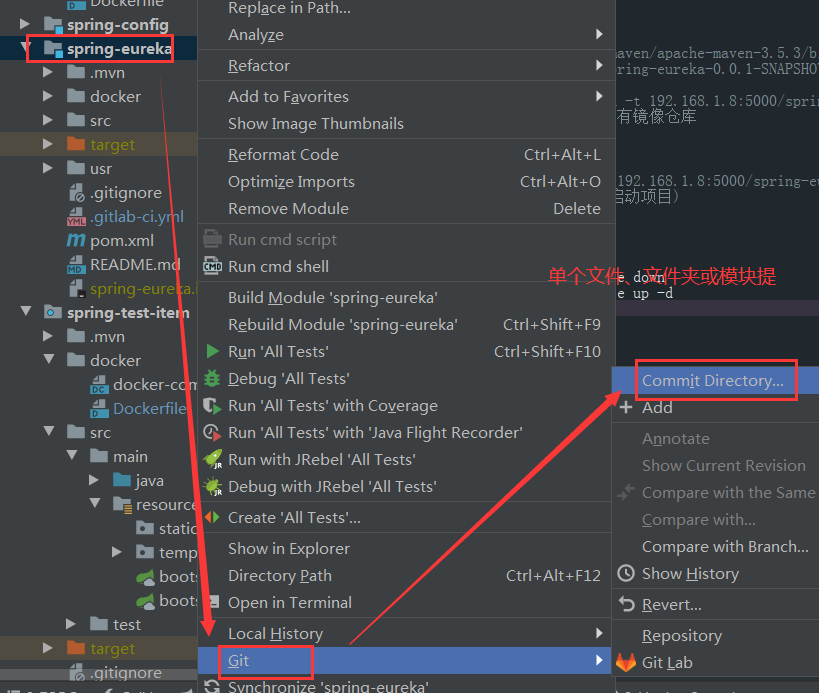 Dockerfile
spring-config
spring-eureka
.mvn
docker
src
target
usr
.gitignore
.gitlab-ci.yml
pom.xml
README.md
spring-eureka.i
spring-test-item
.mvn
docker
docker-com
Dockerfile
src
main
java
resource
static
temp
boots
boots
test
target
.gitignore
Replace in Path...
Analyze
Refactor
Add to Favorites
Show Image Thumbnails
Reformat Code Ctrl+Alt+L
Optimize Imports Ctrl+Alt+O
Remove Module Delete
Run cmd script
Run cmd shell
Build Module 'spring-eureka'
Rebuild Module 'spring-eureka' Ctrl+Shift+F9
Run 'All Tests' Ctrl+Shift+F10
Debug 'All Tests'
Run 'All Tests' with Coverage
Run 'All Tests' with 'Java Flight Recorder'
Run with JRebel 'All Tests'
Debug with JRebel 'All Tests'
Create 'All Tests'...
Show in Explorer
Directory Path Ctrl+Alt+F12
Open in Terminal
Local History
Git
Synchronize 'spring-eureka'
maven/apache-maven-3.5.3/b
pring-eureka-0.0.1-SNAPSHOT
-t 192.168.1.8:5000/sprin
有镜像仓库
192.168.1.8:5000/spring-eu
启动项目)
单个文件、文件夹或模块提
e down
e up -d
Commit Directory...
Add
Annotate
Show Current Revision
Compare with the Same
Compare with...
Compare with Branch...
Show History
Revert...
Repository
Git Lab